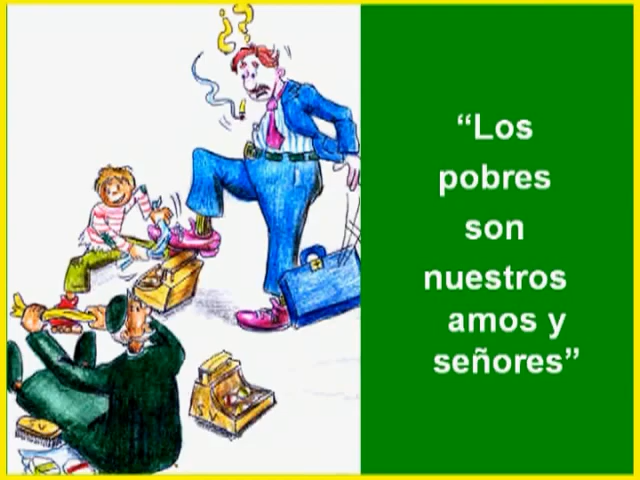 ¿?¿?
“Los
pobres
son
nuestros
amos y
señores”
S.V.
S V